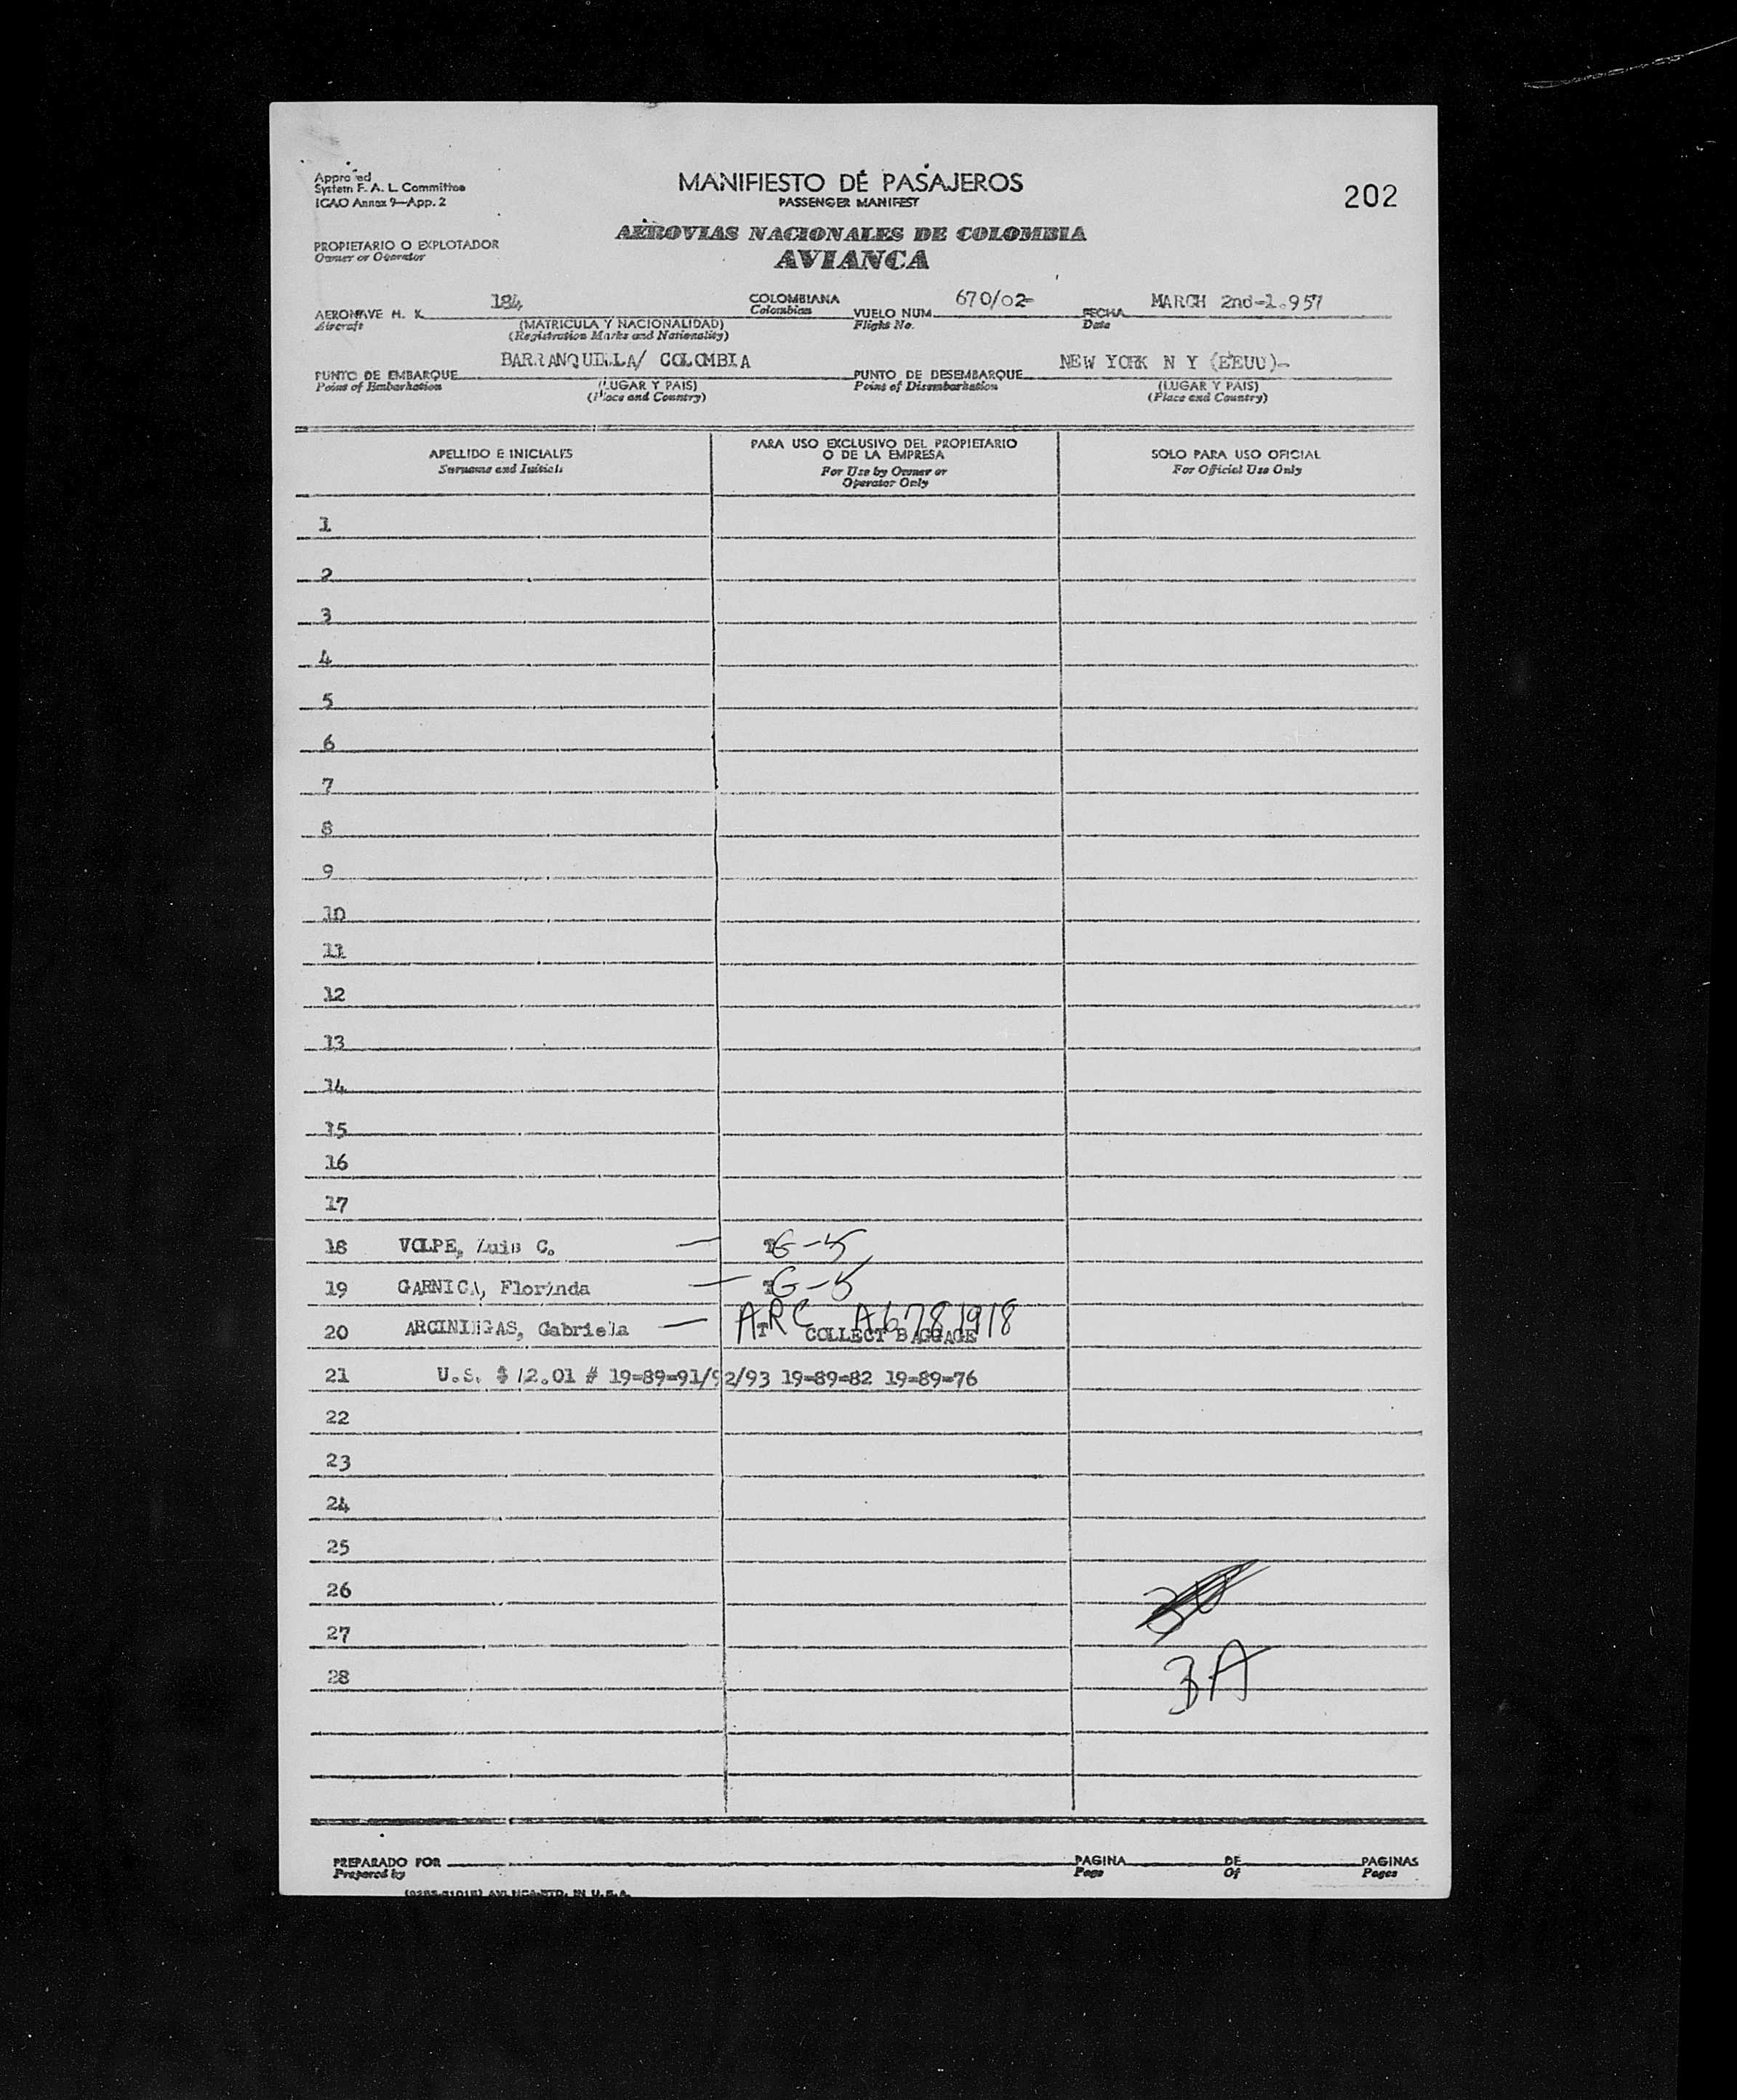 Approved
System F. A. L. Committee
ICAO Annex 9—App. 2
MANIFIESTO DE PASAJEROS
PASSENGER MANIFEST
202
AEROVIAS NACIONALES DE COLOMBIA
AVIANCA
PROPIETARIO O EXPLOTADOR
Owner or Operator
AERONAVE H. K. 184 COLOMBIANA VUELO NUM. 670/02= FECHA MARCH 2nd-1.957
Aircraft (MATRICULA Y NACIONALIDAD) Colombian Flight No. Date
(Registration Marks and Nationality)
PUNTO DE EMBARQUE BARRANQUILLA/ COLOMBIA PUNTO DE DESEMBARQUE NEW YORK N Y (EEUU)-
Point of Embarkation (LUGAR Y PAIS) Point of Disembarkation (LUGAR Y PAIS)
(Place and Country) (Place and Country)
APELLIDO E INICIALES
Surname and Initials
PARA USO EXCLUSIVO DEL PROPIETARIO
O DE LA EMPRESA
For Use by Owner or
Operator Only
SOLO PARA USO OFICIAL
For Official Use Only
1
2
3
4
5
6
7
8
9
10
11
12
13
14
15
16
17
18 VOLPE, Luis C. — T G-5
19 GARNICA, Florinda — T G-5
20 ARCINIEGAS, Gabriela — ARC A6781918
T COLLECT BAGGAGE
21 U.S. $ 12.01 # 19=89=91/92/93 19=89=82 19=89=76
22
23
24
25
26
27
28
3A
PREPARADO POR PAGINA DE PAGINAS
Prepared by Page Of Pages